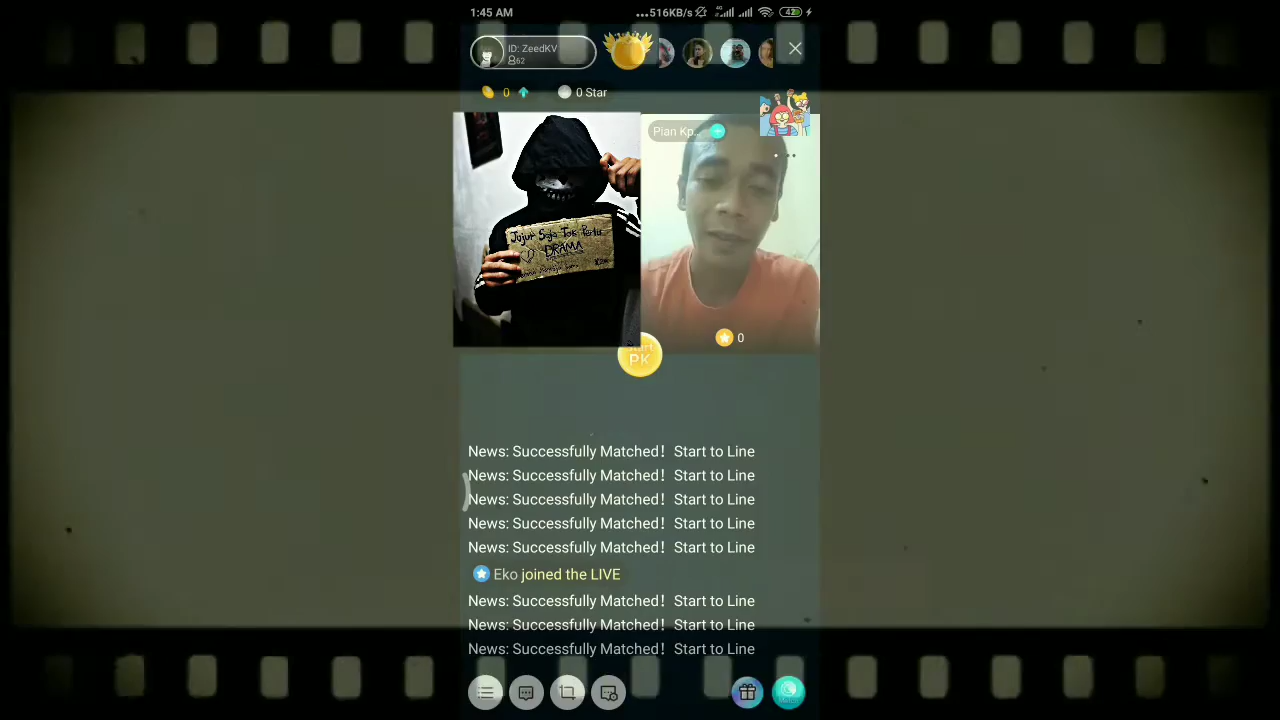 1:45 AM
...516KB/s 4G 42
ID: ZeedKV
62
0
0 Star
Pian Kp...
Jujur Saja Tak Perlu
DRAMA
0
PK
News: Successfully Matched! Start to Line
News: Successfully Matched! Start to Line
News: Successfully Matched! Start to Line
News: Successfully Matched! Start to Line
News: Successfully Matched! Start to Line
Eko joined the LIVE
News: Successfully Matched! Start to Line
News: Successfully Matched! Start to Line
News: Successfully Matched! Start to Line